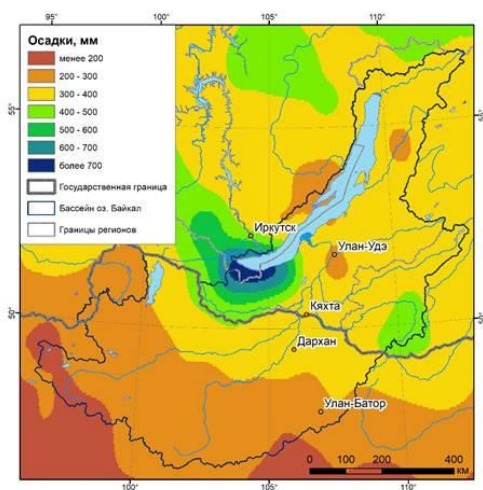 95°
100°
105°
110°
Осадки, мм
менее 200
200 - 300
300 - 400
400 - 500
500 - 600
600 - 700
более 700
Государственная граница
Бассейн оз. Байкал
Границы регионов
55°
55°
Иркутск
Улан-Удэ
50°
Кяхта
50°
Дархан
Улан-Батор
0 100 200 400
КМ
100°
105°
110°